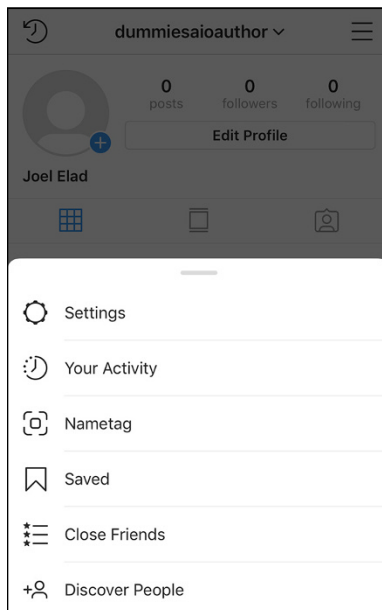 dummiesaioauthor
0 0 0
posts followers following
Edit Profile
Joel Elad
Settings
Your Activity
Nametag
Saved
Close Friends
Discover People